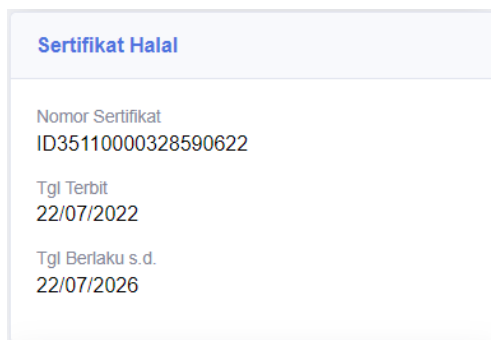 Sertifikat Halal
Nomor Sertifikat
ID35110000328590622
Tgl Terbit
22/07/2022
Tgl Berlaku s.d.
22/07/2026